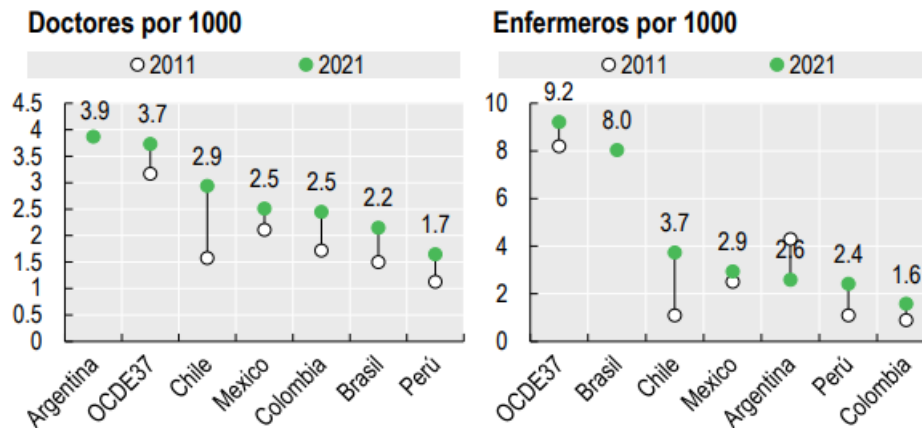 Doctores por 1000
2011 2021
4.5
4
3.5
3
2.5
2
1.5
1
0.5
0
3.9
3.7
2.9
2.5
2.5
2.2
1.7
Argentina
OCDE37
Chile
Mexico
Colombia
Brasil
Perú
Enfermeros por 1000
2011 2021
10
8
6
4
2
0
9.2
8.0
3.7
2.9
2.6
2.4
1.6
OCDE37
Brasil
Chile
Mexico
Argentina
Perú
Colombia